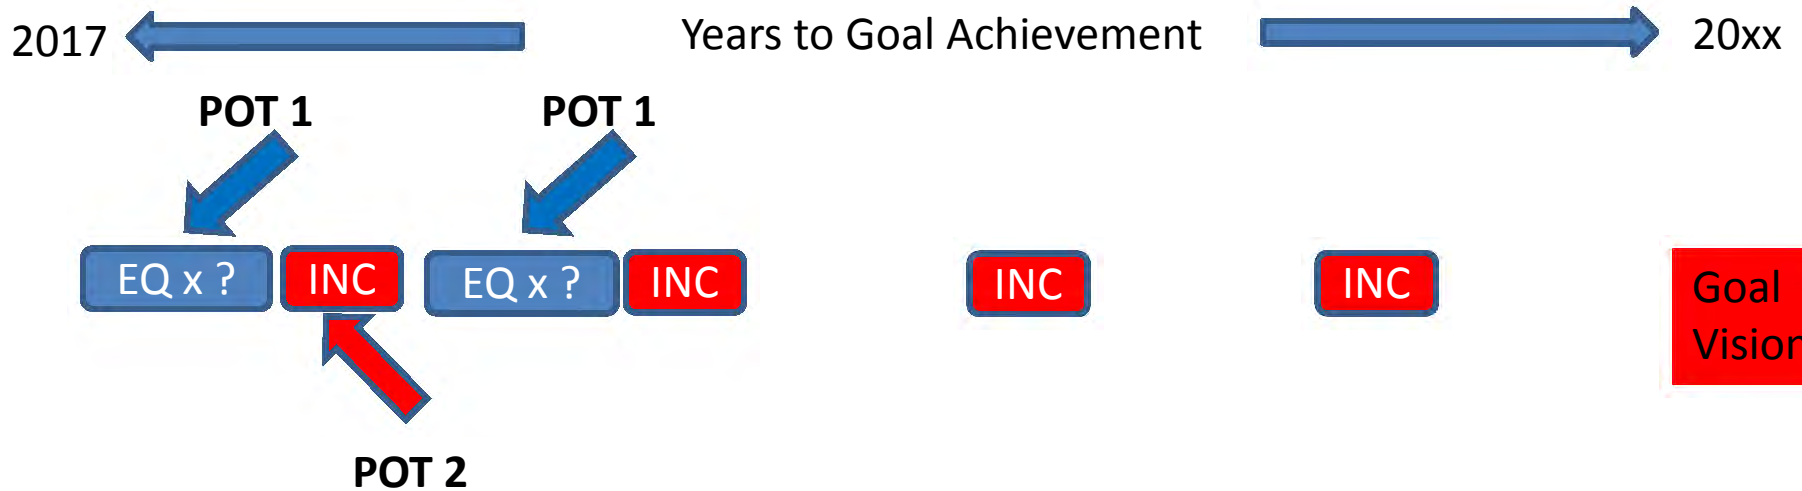 2017 Years to Goal Achievement 20xx
POT 1 POT 1
EQ x ? INC EQ x ? INC INC INC Goal
Vision
POT 2